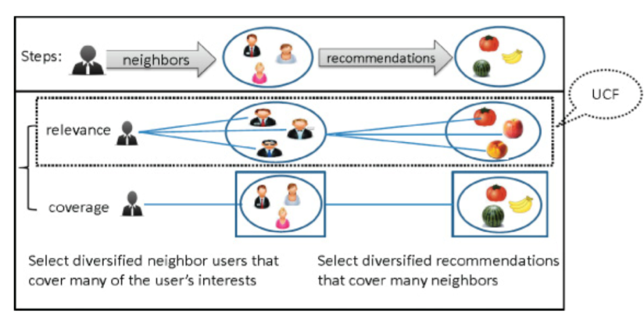 Steps:
neighbors
recommendations
UCF
relevance
coverage
Select diversified neighbor users that
cover many of the user's interests
Select diversified recommendations
that cover many neighbors